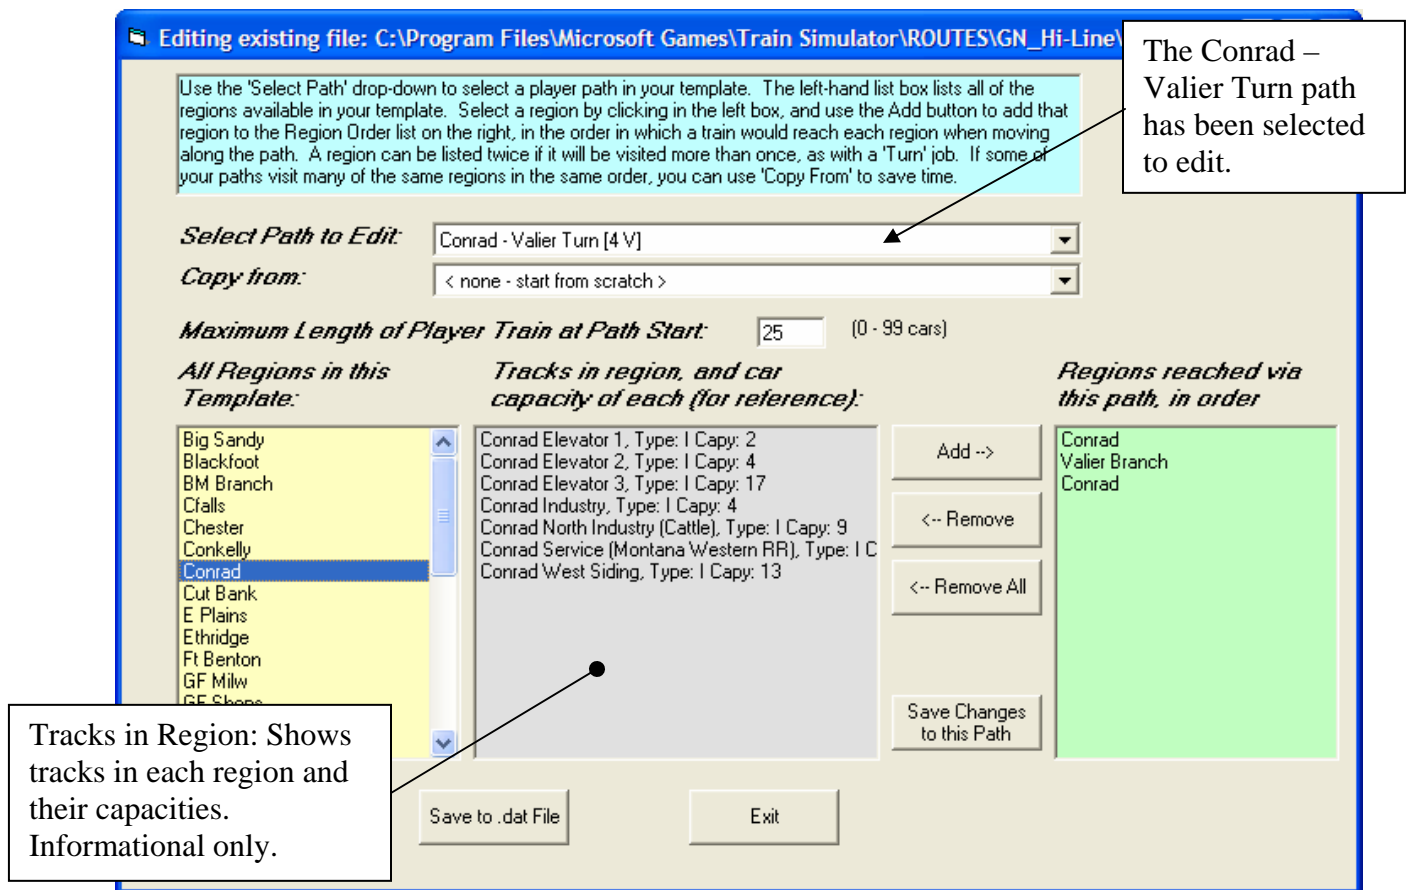 Editing existing file: C:\Program Files\Microsoft Games\Train Simulator\ROUTES\GN_Hi-Line\
The Conrad –
Valier Turn path
has been selected
to edit.
Use the 'Select Path' drop-down to select a player path in your template. The left-hand list box lists all of the
regions available in your template. Select a region by clicking in the left box, and use the Add button to add that
region to the Region Order list on the right, in the order in which a train would reach each region when moving
along the path. A region can be listed twice if it will be visited more than once, as with a 'Turn' job. If some of
your paths visit many of the same regions in the same order, you can use 'Copy From' to save time.
Select Path to Edit:
Conrad - Valier Turn [4 V]
Copy from:
< none - start from scratch >
Maximum Length of Player Train at Path Start:
25
(0 - 99 cars)
All Regions in this
Template:
Tracks in region, and car
capacity of each (for reference):
Regions reached via
this path, in order
Big Sandy
Blackfoot
BM Branch
Cfalls
Chester
Conkelly
Conrad
Cut Bank
E Plains
Ethridge
Ft Benton
GF Milw
GF Shops
Conrad Elevator 1, Type: I Capy: 2
Conrad Elevator 2, Type: I Capy: 4
Conrad Elevator 3, Type: I Capy: 17
Conrad Industry, Type: I Capy: 4
Conrad North Industry (Cattle), Type: I Capy: 9
Conrad Service (Montana Western RR), Type: I C
Conrad West Siding, Type: I Capy: 13
Add -->
<-- Remove
<-- Remove All
Save Changes
to this Path
Conrad
Valier Branch
Conrad
Tracks in Region: Shows
tracks in each region and
their capacities.
Informational only.
Save to .dat File
Exit